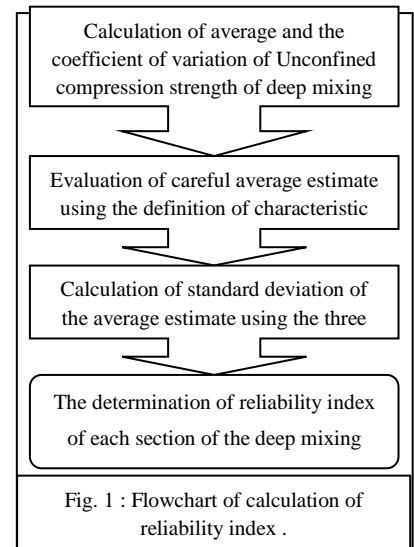 Calculation of average and the
coefficient of variation of Unconfined
compression strength of deep mixing
Evaluation of careful average estimate
using the definition of characteristic
Calculation of standard deviation of
the average estimate using the three
The determination of reliability index
of each section of the deep mixing
Fig. 1 : Flowchart of calculation of
reliability index .